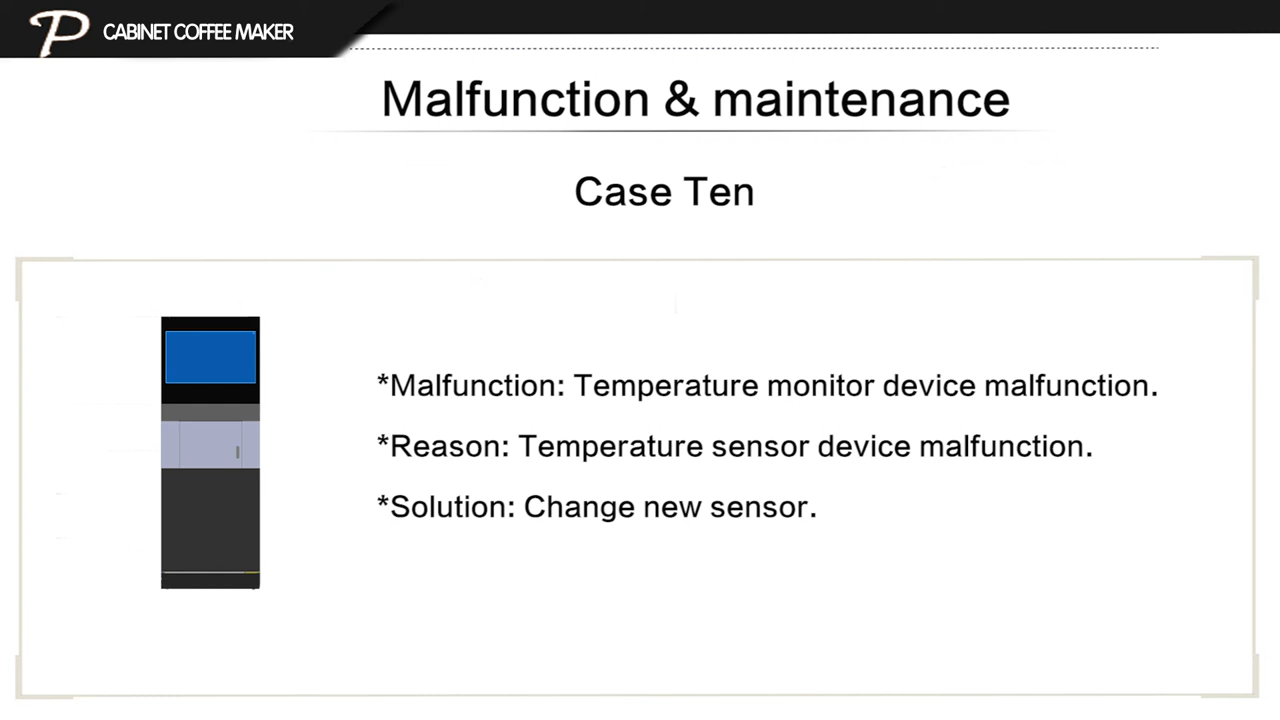 P CABINET COFFEE MAKER
Malfunction & maintenance
Case Ten
*Malfunction: Temperature monitor device malfunction.
*Reason: Temperature sensor device malfunction.
*Solution: Change new sensor.